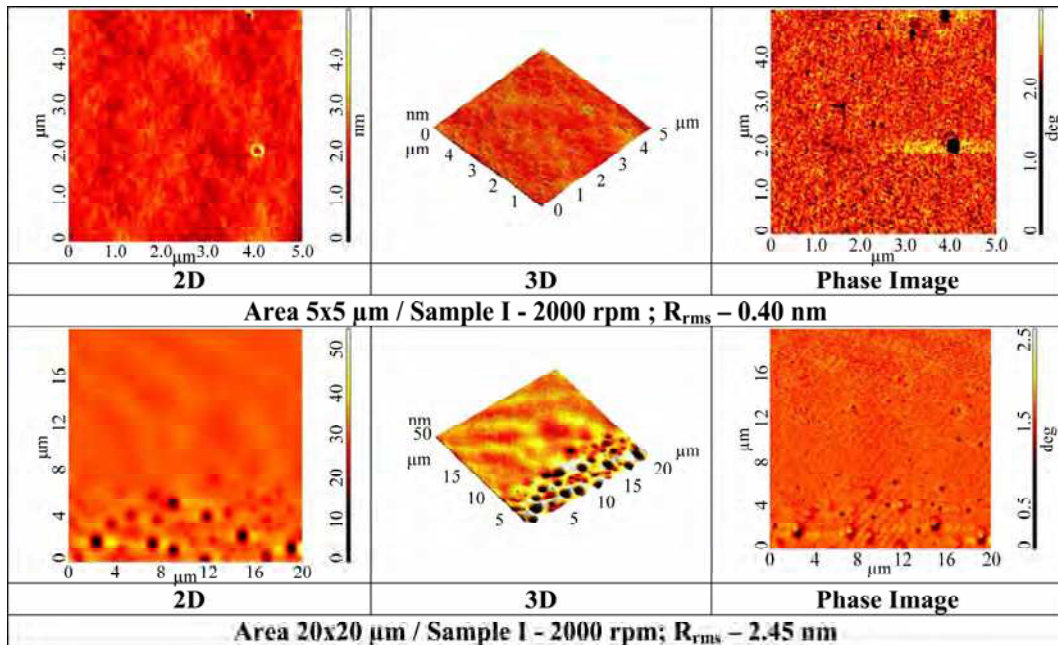 4.0
3.0
µm
2.0
1.0
0
0 1.0 2.0 3.0 4.0 5.0
µm
4.0
3.0
nm
2.0
1.0
0
nm
0
µm
4
3
2
1
0
1
2
3
4
5
µm
4.0
3.0
µm
2.0
1.0
0
0 1.0 2.0 3.0 4.0 5.0
µm
2.0
deg
1.0
0
2D 3D Phase Image
Area 5x5 µm / Sample I - 2000 rpm ; Rrms – 0.40 nm
16
12
µm
8
4
0
0 4 8 12 16 20
µm
50
40
30
20
10
0
nm
50
µm
15
10
5
5
10
15
20
µm
16
12
µm
8
4
0
0 4 8 12 16 20
µm
2.5
1.5
deg
0.5
0
2D 3D Phase Image
Area 20x20 µm / Sample I - 2000 rpm; Rrms – 2.45 nm